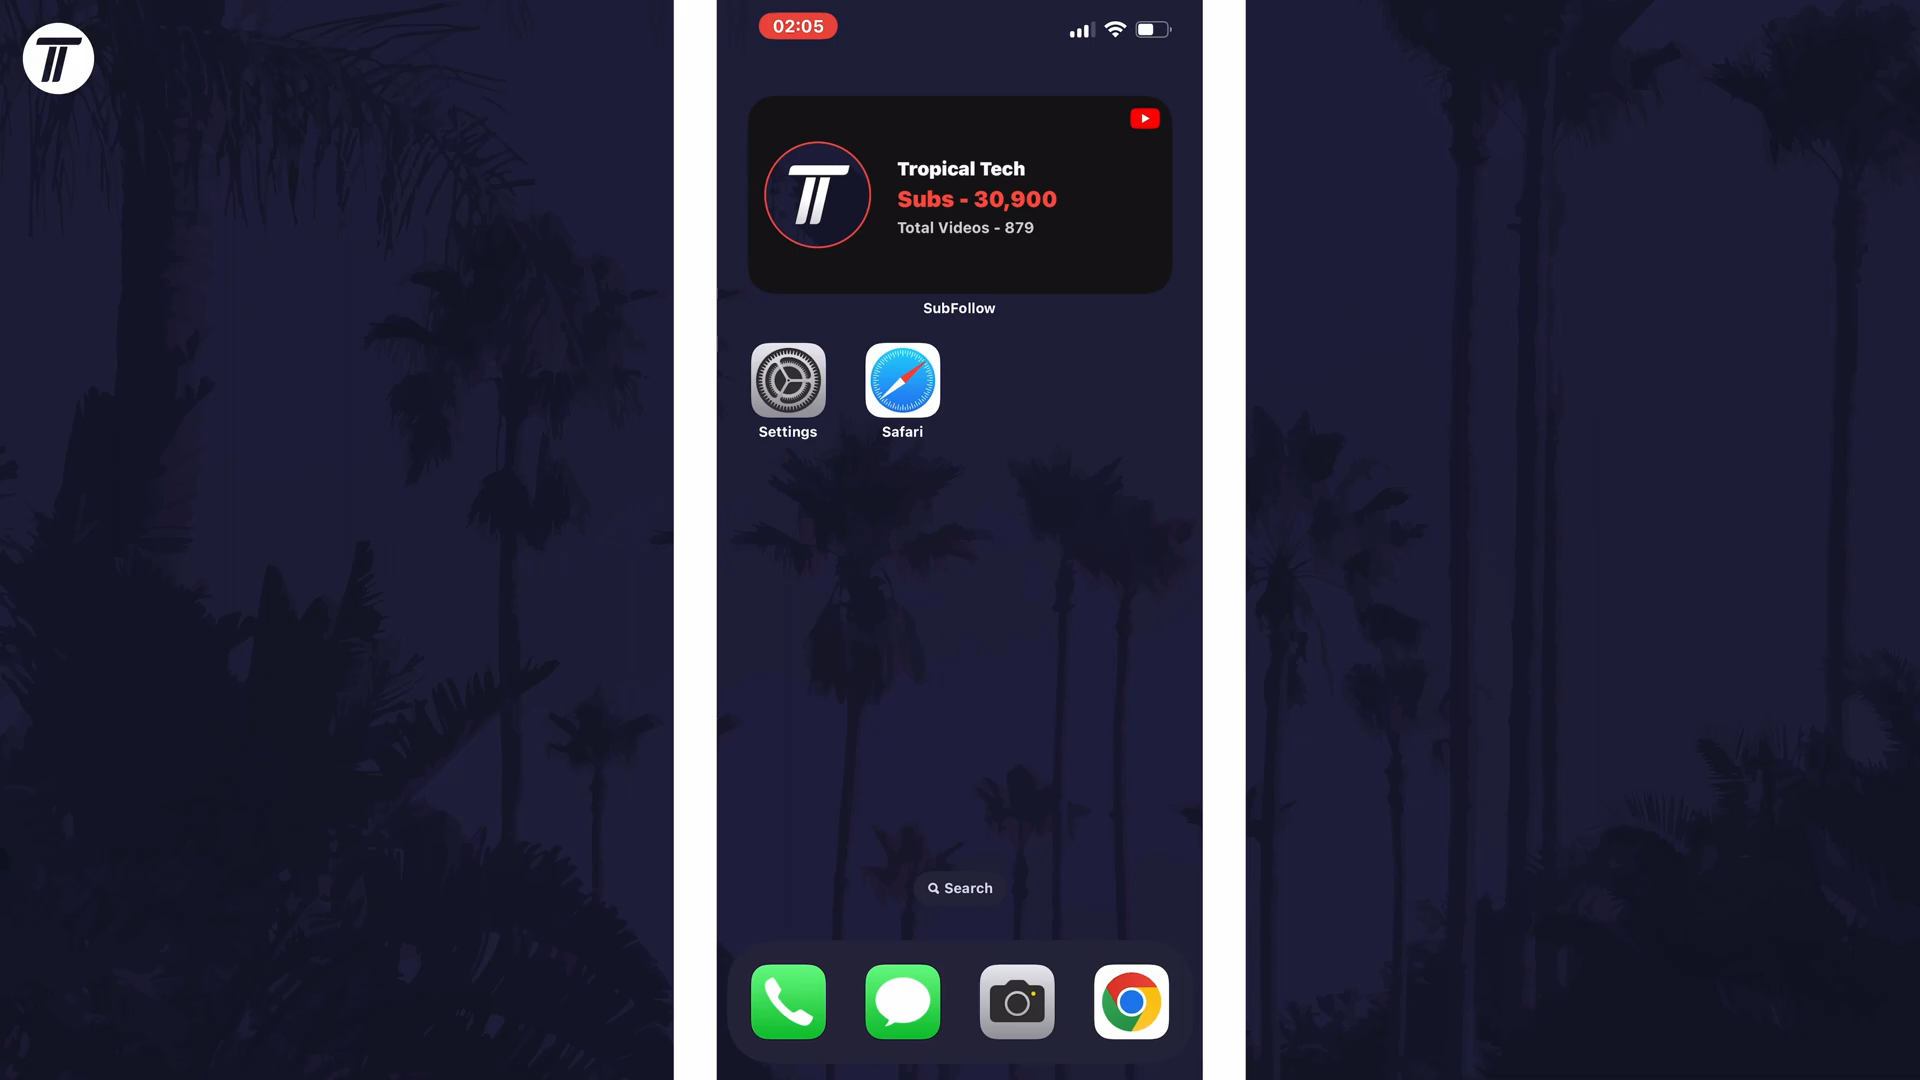 02:05
Tropical Tech
Subs - 30,900
Total Videos - 879
SubFollow
Settings
Safari
Search